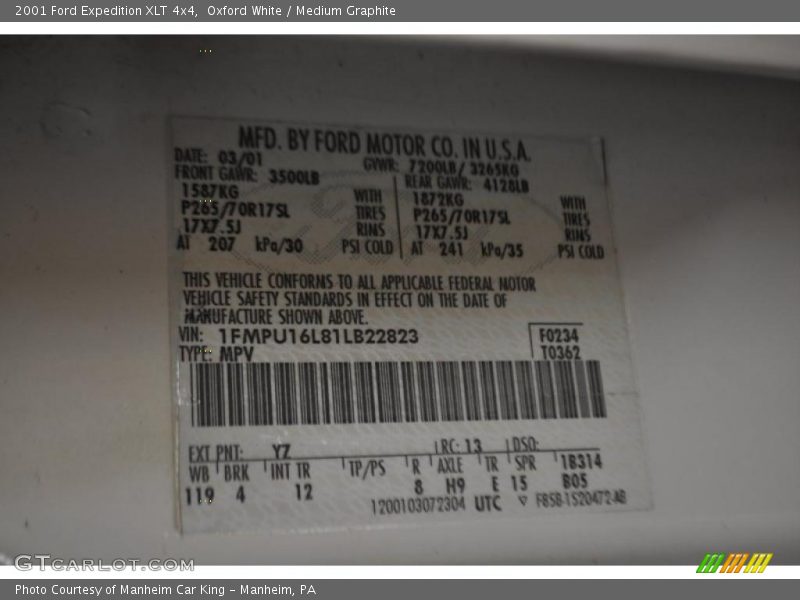 2001 Ford Expedition XLT 4x4, Oxford White / Medium Graphite
MFD. BY FORD MOTOR CO. IN U.S.A.
DATE: 03/01 GVWR: 7200LB/ 3265KG
FRONT GAWR: 3500LB REAR GAWR: 4128LB
1587KG WITH 1872KG WITH
P265/70R17SL TIRES P265/70R17SL TIRES
17X7.5J RIMS 17X7.5J RIMS
AT 207 kPa/30 PSI COLD AT 241 kPa/35 PSI COLD
THIS VEHICLE CONFORMS TO ALL APPLICABLE FEDERAL MOTOR
VEHICLE SAFETY STANDARDS IN EFFECT ON THE DATE OF
MANUFACTURE SHOWN ABOVE.
VIN: 1FMPU16L81LB22823 F0234
TYPE: MPV T0362
EXT PNT: YZ RC: 13 DSO:
WB BRK INT TR TP/PS R AXLE TR SPR 18314
119 4 12 8 H9 E 15 B05
1200103072304 UTC ▽ F85B-1520472-AB
GTCARLOT.COM
Photo Courtesy of Manheim Car King - Manheim, PA